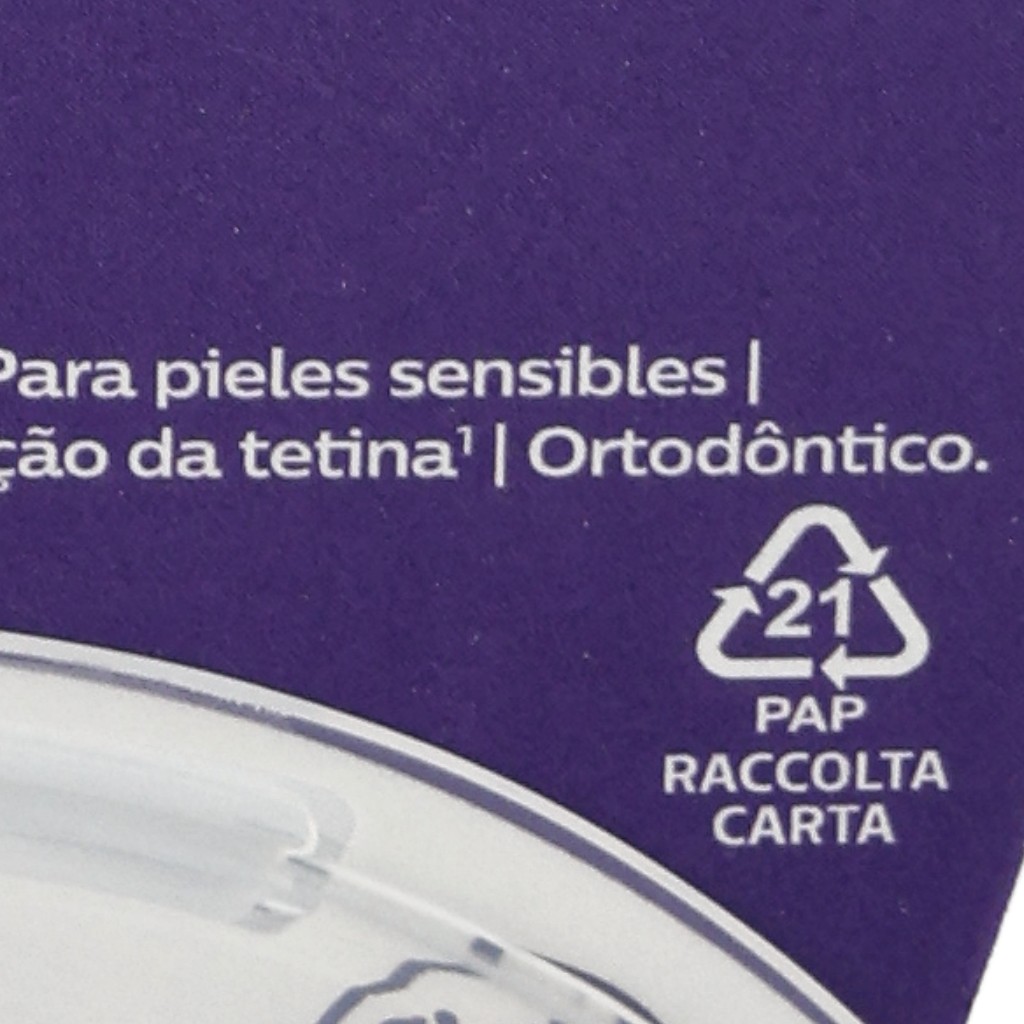 Para pieles sensibles |
ção da tetina¹ | Ortodôntico.
21
PAP
RACCOLTA
CARTA